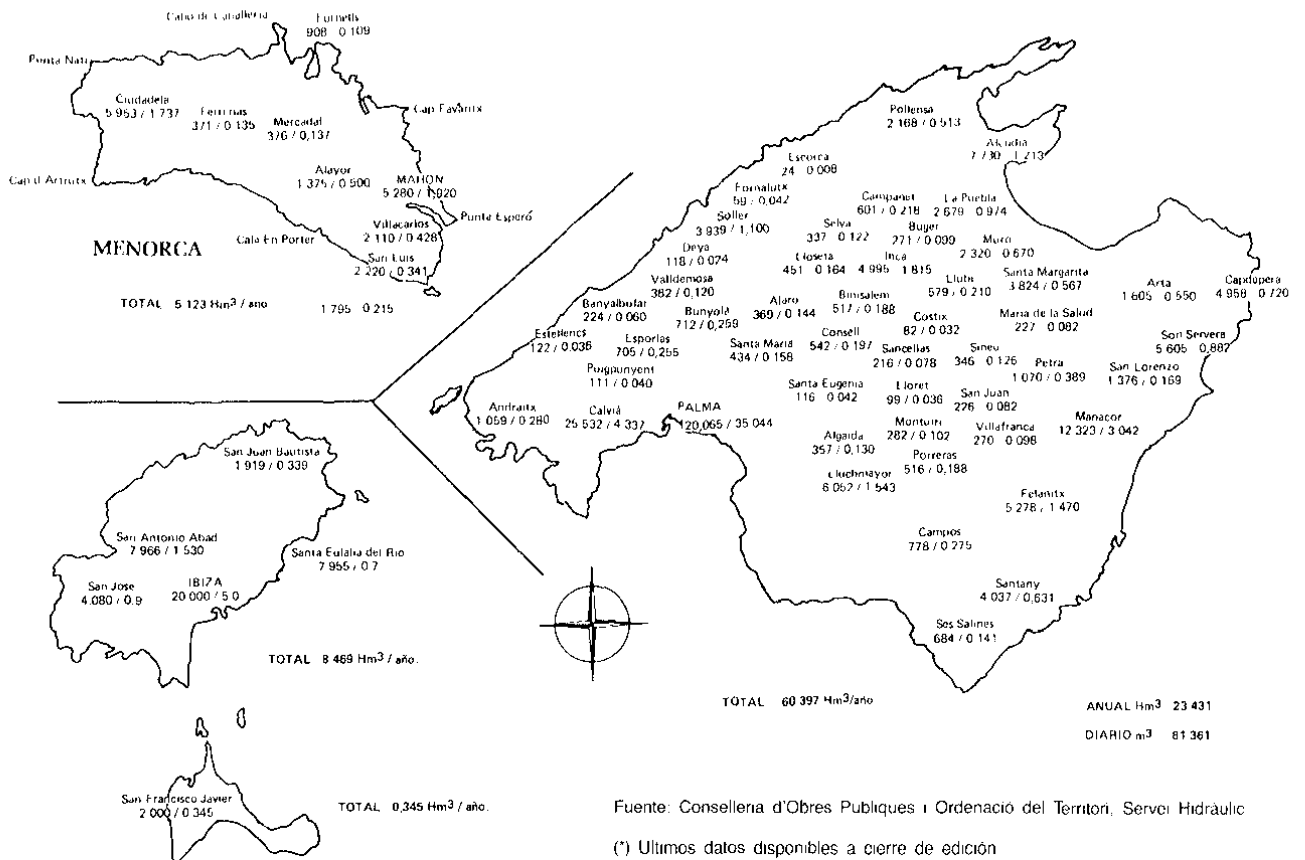 Cabo de Caballeria
Furnells
908 0.109
Punta Nati
Ciudadela
5 953 / 1.737
Ferrerias
371 / 0.135
Mercadal
376 / 0,137
Cap Favàritx
Alayor
1 375 / 0.500
MAHON
5 280 / 1,920
Cap d Artrutx
Punta Esperó
Villacarlos
2 110 / 0.428
Cala En Porter
MENORCA
San Luis
2 220 / 0.341
TOTAL 5 123 Hm³ / año
1 795 - 0.215
Pollensa
2 168 / 0.513
Alcudia
7 730 1.213
Escorca
24 0.008
Fornalutx
59 / 0,042
Campanet
601 / 0.218
La Puebla
2 679 / 0.974
Soller
3 939 / 1,100
Selva
337 / 0.122
Buger
271 / 0.099
Muro
2 320 / 0.670
Deya
118 / 0.074
Lloseta
451 / 0.164
Inca
4 995 1.815
Llubi
579 / 0.210
Santa Margarita
3 824 / 0.567
Arta
1 605 0.550
Capdepera
4 958 / 0.720
Valldemosa
382 / 0,120
Banyalbufar
224 / 0.060
Bunyola
712 / 0,259
Alaro
369 / 0.144
Binisalem
517 / 0.188
Costix
82 / 0.032
Maria de la Salud
227 / 0.082
Estellencs
122 / 0.036
Esporlas
705 / 0,255
Santa Maria
434 / 0.158
Consell
542 / 0.197
Sancellas
216 / 0.078
Sineu
346 0.126
Petra
1 070 / 0.389
Son Servera
5 605 0.887
San Lorenzo
1 376 / 0.169
Puigpunyent
111 / 0.040
Santa Eugenia
116 0.042
Lloret
99 / 0.036
San Juan
226 0.082
Andraitx
1 059 / 0.280
Calviá
25 532 / 4 337
PALMA
120,065 / 35 044
Montuiri
282 / 0.102
Villafranca
270 0.098
Manacor
12 323 / 3 042
Algaida
357 / 0,130
Porreras
516 / 0,188
Lluchmayor
6 052 / 1 543
Felanitx
5 278 / 1 470
Campos
778 / 0.275
Santany
4 037 / 0,631
Ses Salines
684 / 0.141
San Juan Bautista
1 919 / 0 339
San Antonio Abad
7 966 / 1 530
Santa Eulalia del Rio
7 955 / 0 7
San Jose
4.080 / 0.9
IBIZA
20 000 / 5 0
TOTAL 8 469 Hm³ / año.
TOTAL 60 397 Hm³/año
ANUAL Hm³ 23 431
DIARIO m³ 81 361
San Francisco Javier
2 000 / 0 345
TOTAL 0,345 Hm³ / año.
Fuente: Conselleria d'Obres Publiques i Ordenació del Territori, Servei Hidràulic
(*) Ultimos datos disponibles a cierre de edición